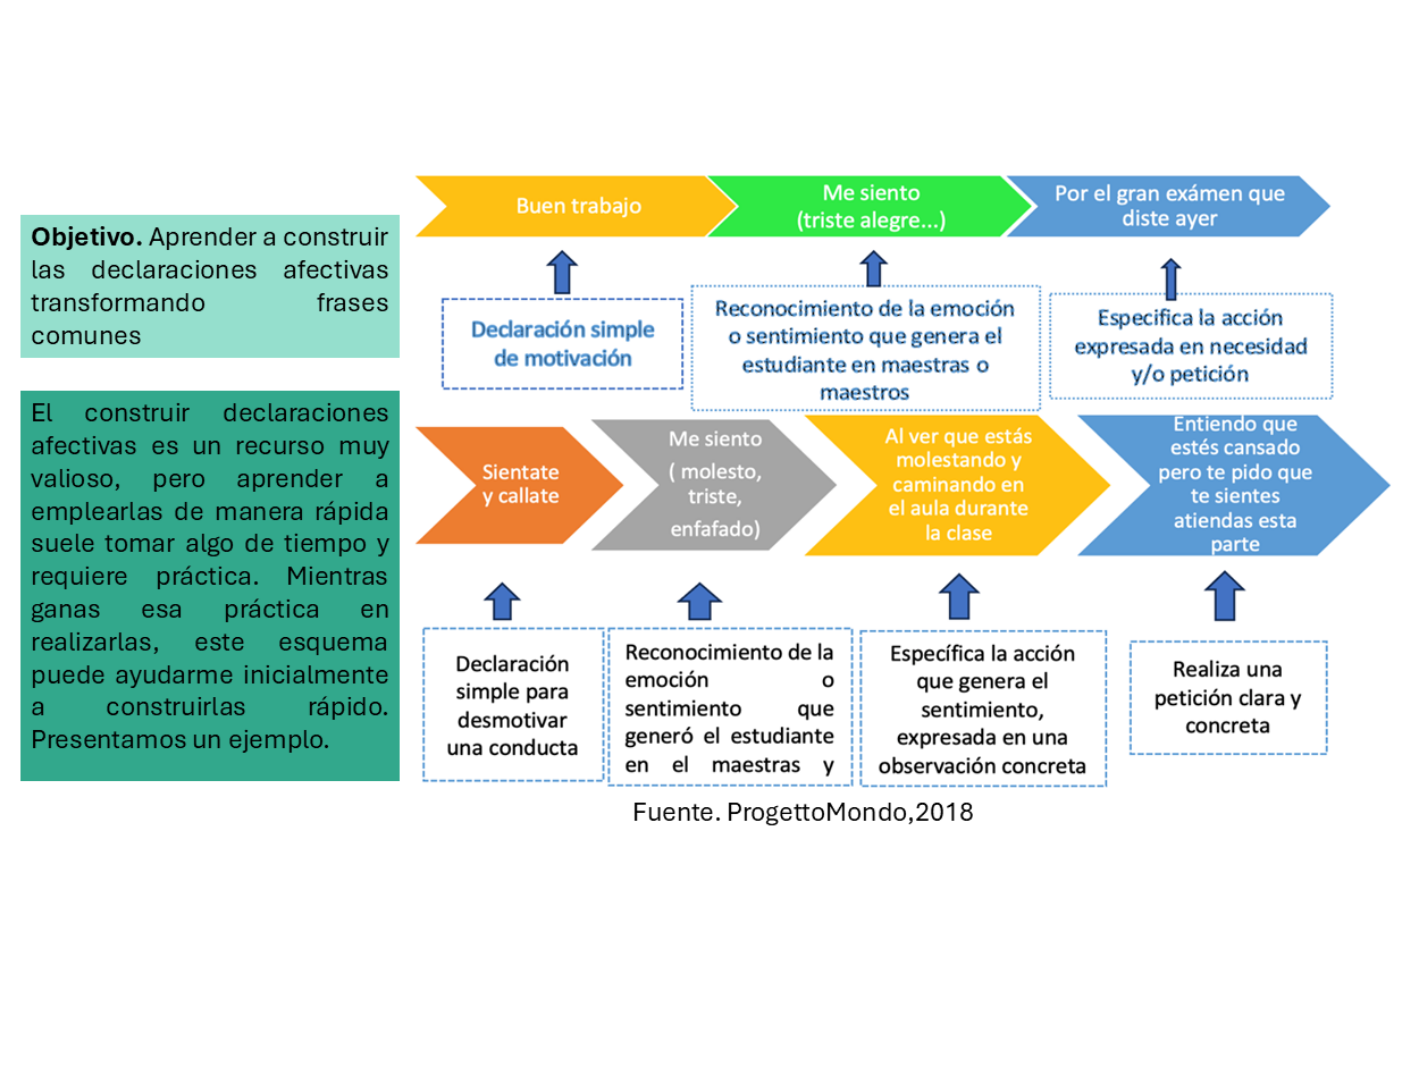 Objetivo. Aprender a construir
las declaraciones afectivas
transformando frases
comunes
El construir declaraciones
afectivas es un recurso muy
valioso, pero aprender a
emplearlas de manera rápida
suele tomar algo de tiempo y
requiere práctica. Mientras
ganas esa práctica en
realizarlas, este esquema
puede ayudarme inicialmente
a construirlas rápido.
Presentamos un ejemplo.
Buen trabajo
Me siento
(triste alegre...)
Por el gran exámen que
diste ayer
Declaración simple
de motivación
Reconocimiento de la emoción
o sentimiento que genera el
estudiante en maestras o
maestros
Especifica la acción
expresada en necesidad
y/o petición
Sientate
y callate
Me siento
( molesto,
triste,
enfafado)
Al ver que estás
molestando y
caminando en
el aula durante
la clase
Entiendo que
estés cansado
pero te pido que
te sientes
atiendas esta
parte
Declaración
simple para
desmotivar
una conducta
Reconocimiento de la
emoción o
sentimiento que
generó el estudiante
en el maestras y
Específica la acción
que genera el
sentimiento,
expresada en una
observación concreta
Realiza una
petición clara y
concreta
Fuente. ProgettoMondo,2018